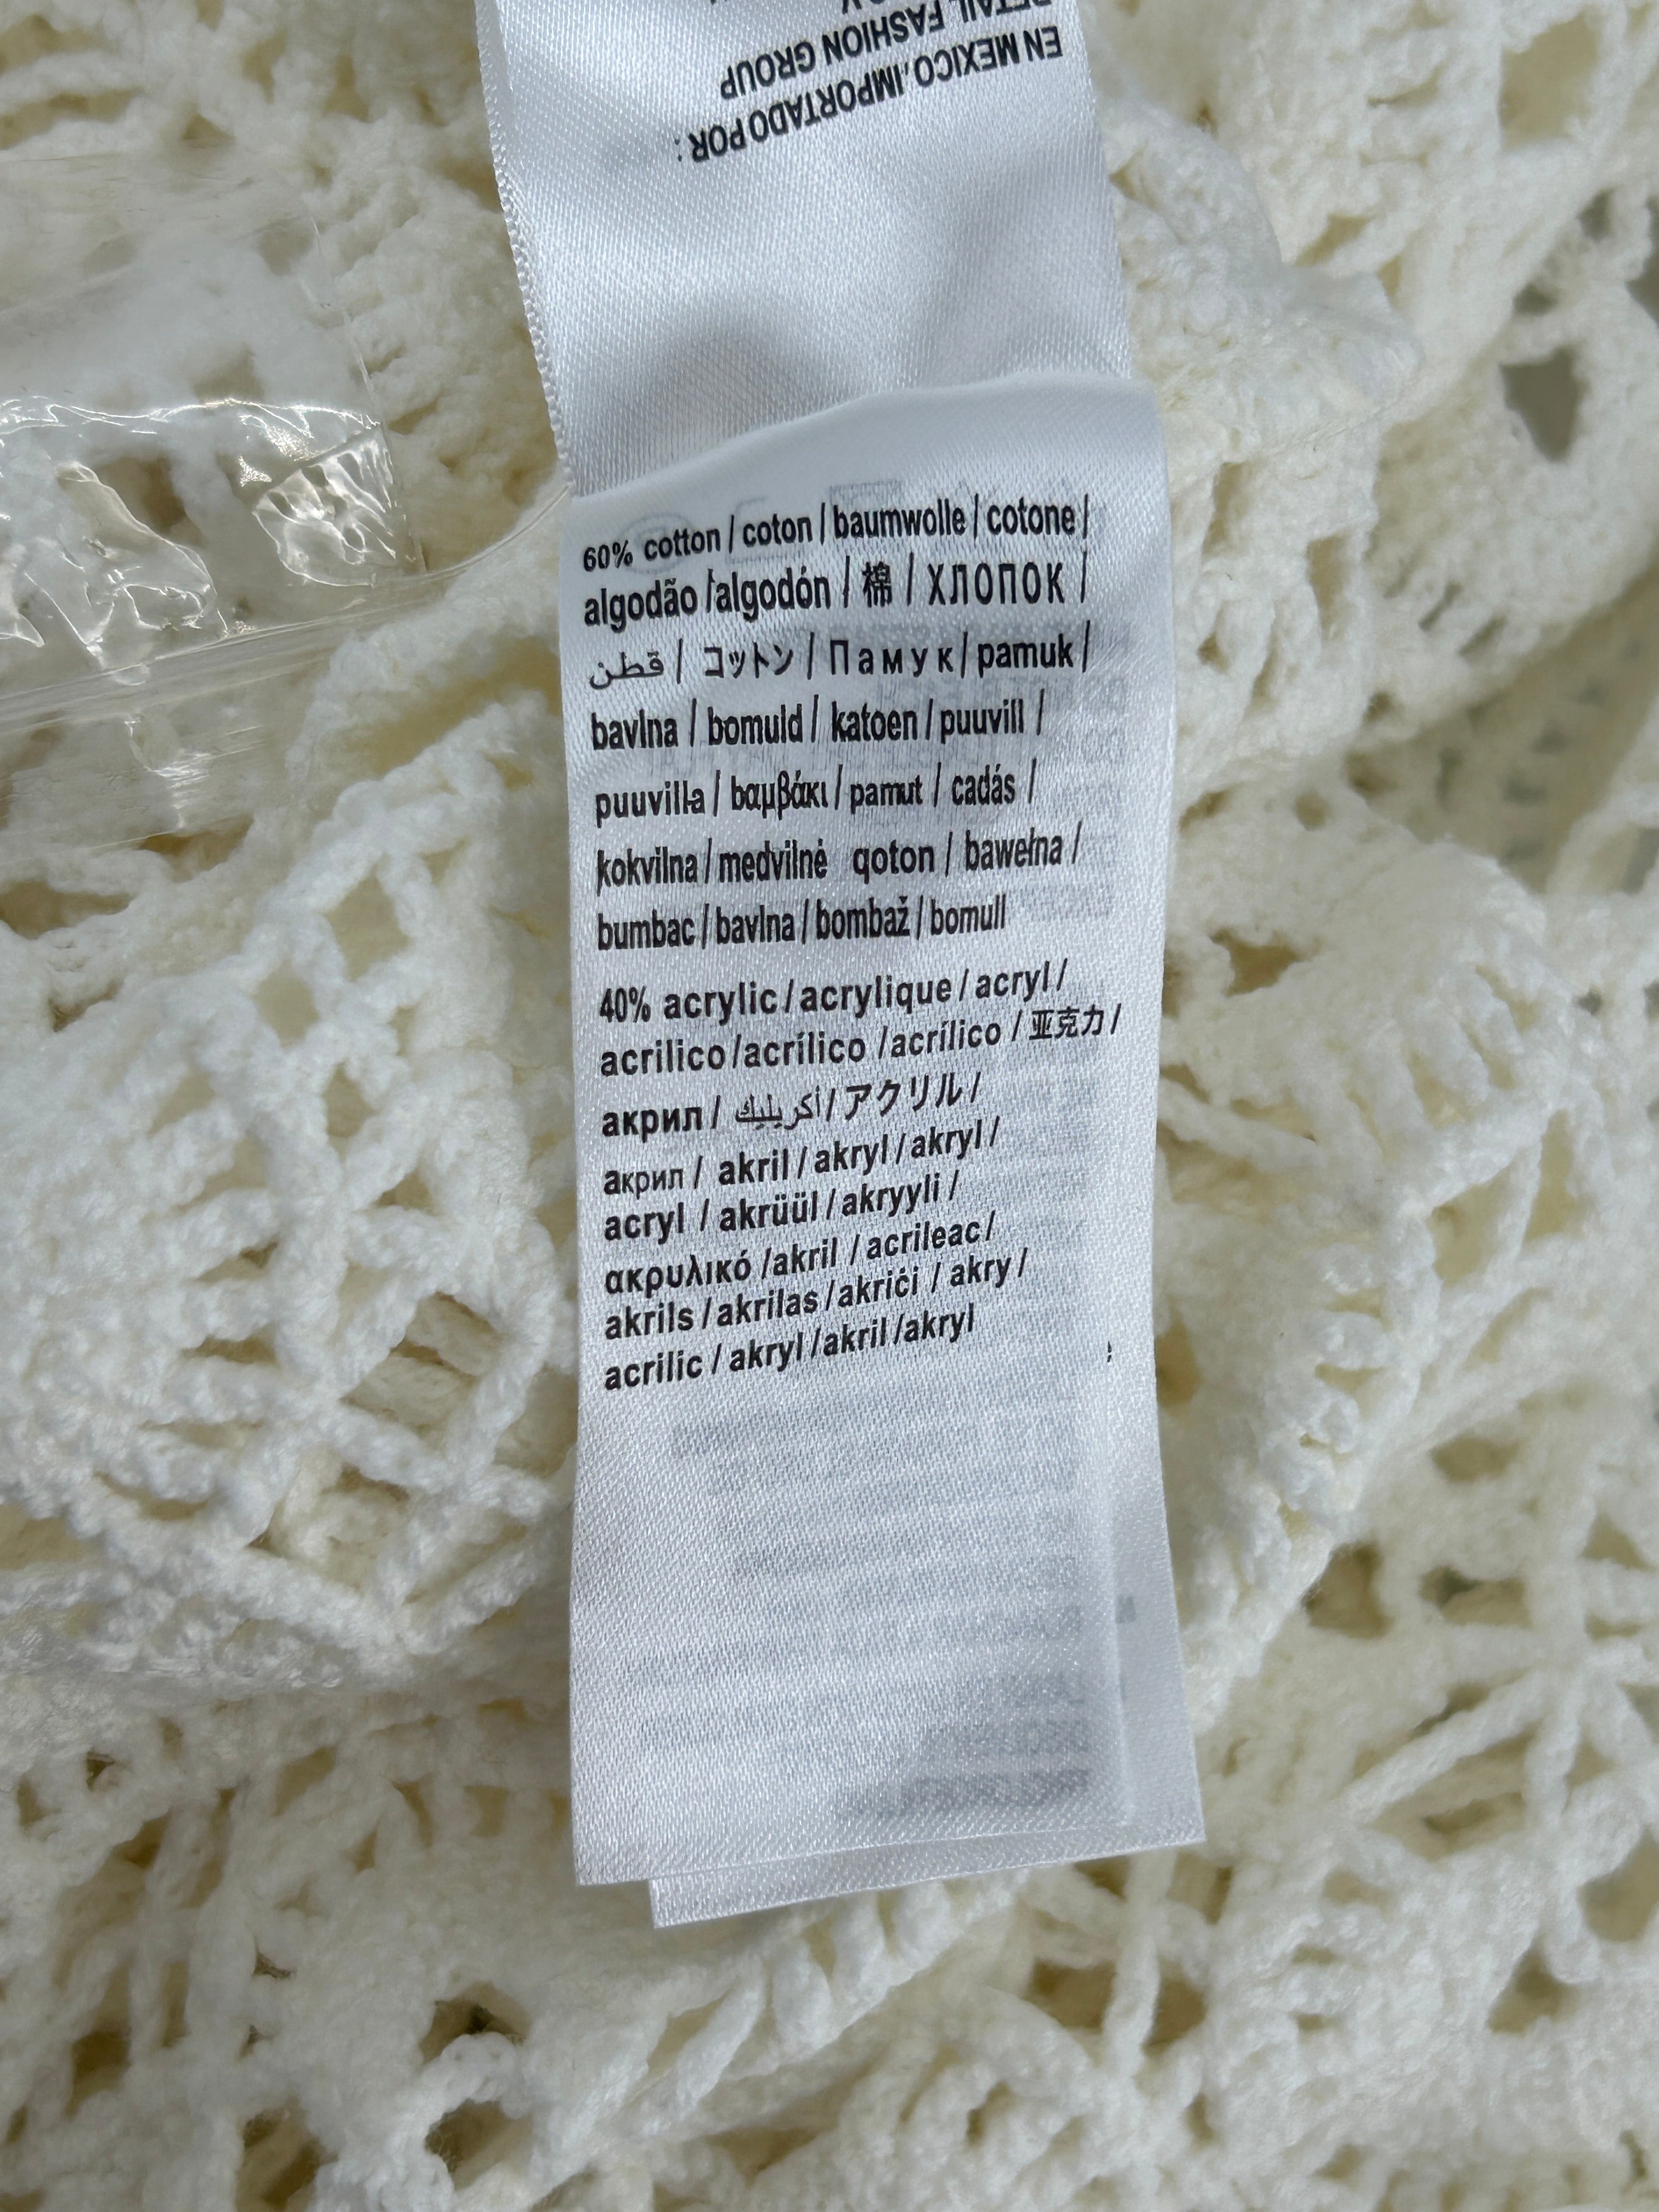 EN MEXICO, IMPORTADO POR :
RETAIL FASHION GROUP
60% cotton / coton / baumwolle / cotone /
algodão /algodón / 棉 / ХЛОПОК /
قطن / コットン / Памук / pamuk /
bavlna / bomuld / katoen / puuvill /
puuvilla / bαμβάκι / pamut / cadás /
kokvilna / medvilnė qoton / bawełna /
bumbac / bavlna / bombaž / bomull
40% acrylic / acrylique / acryl /
acrilico /acrílico /acrílico / 亚克力 /
акрил / أكريليك / アクリル /
акрил / akril / akryl / akryl /
acryl / akrüül / akryyli /
ακρυλικό /akril / acrileac /
akrils / akrilas / akriċi / akry /
acrilic / akryl /akril /akryl